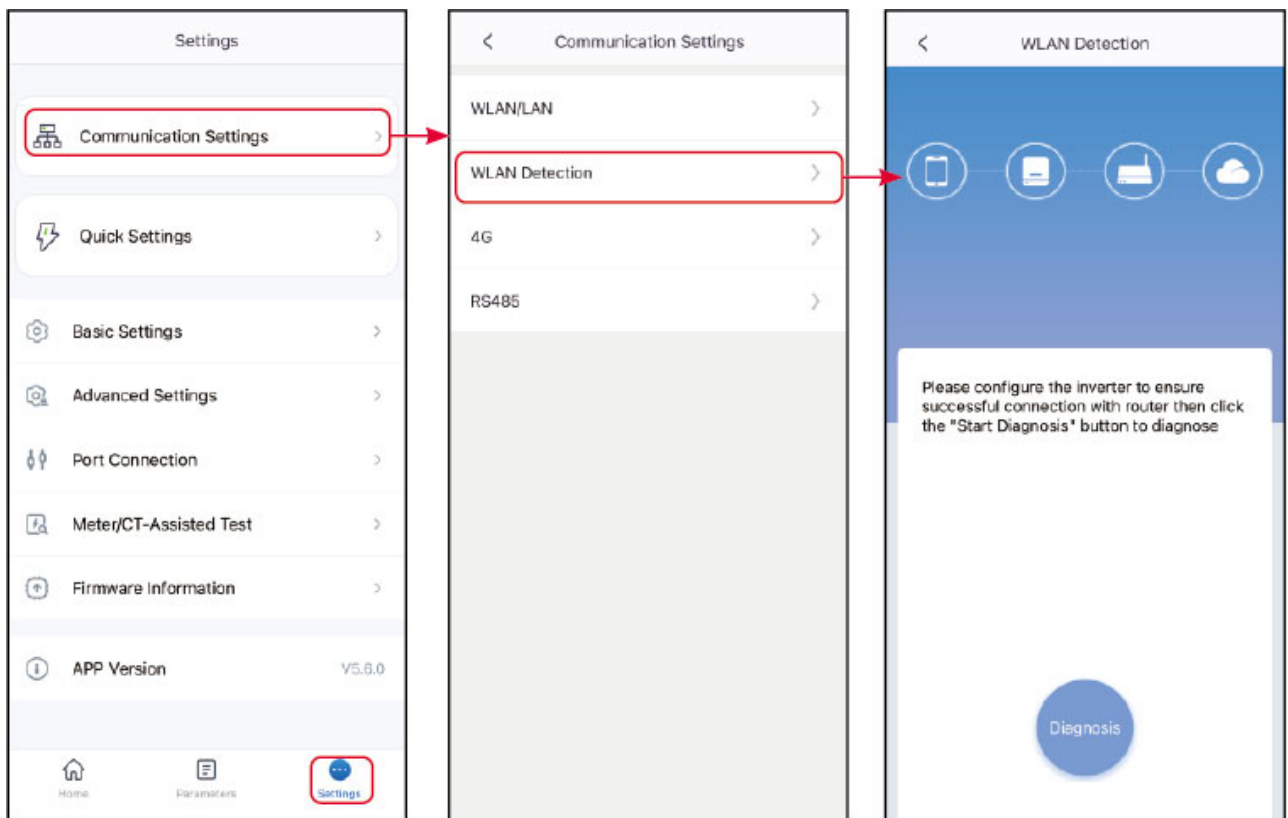 Settings
Communication Settings
Quick Settings
Basic Settings
Advanced Settings
Port Connection
Meter/CT-Assisted Test
Firmware Information
APP Version V5.6.0
Home Parameters Settings
Communication Settings
WLAN/LAN
WLAN Detection
4G
RS485
WLAN Detection
Please configure the inverter to ensure
successful connection with router then click
the "Start Diagnosis" button to diagnose
Diagnosis